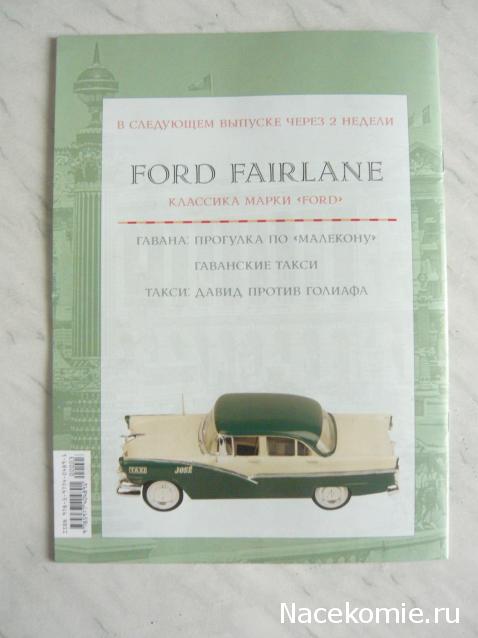 В СЛЕДУЮЩЕМ ВЫПУСКЕ ЧЕРЕЗ 2 НЕДЕЛИ
FORD FAIRLANE
КЛАССИКА МАРКИ «FORD»
ГАВАНА: ПРОГУЛКА ПО «МАЛЕКОНУ»
ГАВАНСКИЕ ТАКСИ
ТАКСИ: ДАВИД ПРОТИВ ГОЛИАФА
TAXI
JOSÉ
Nacekomie.ru